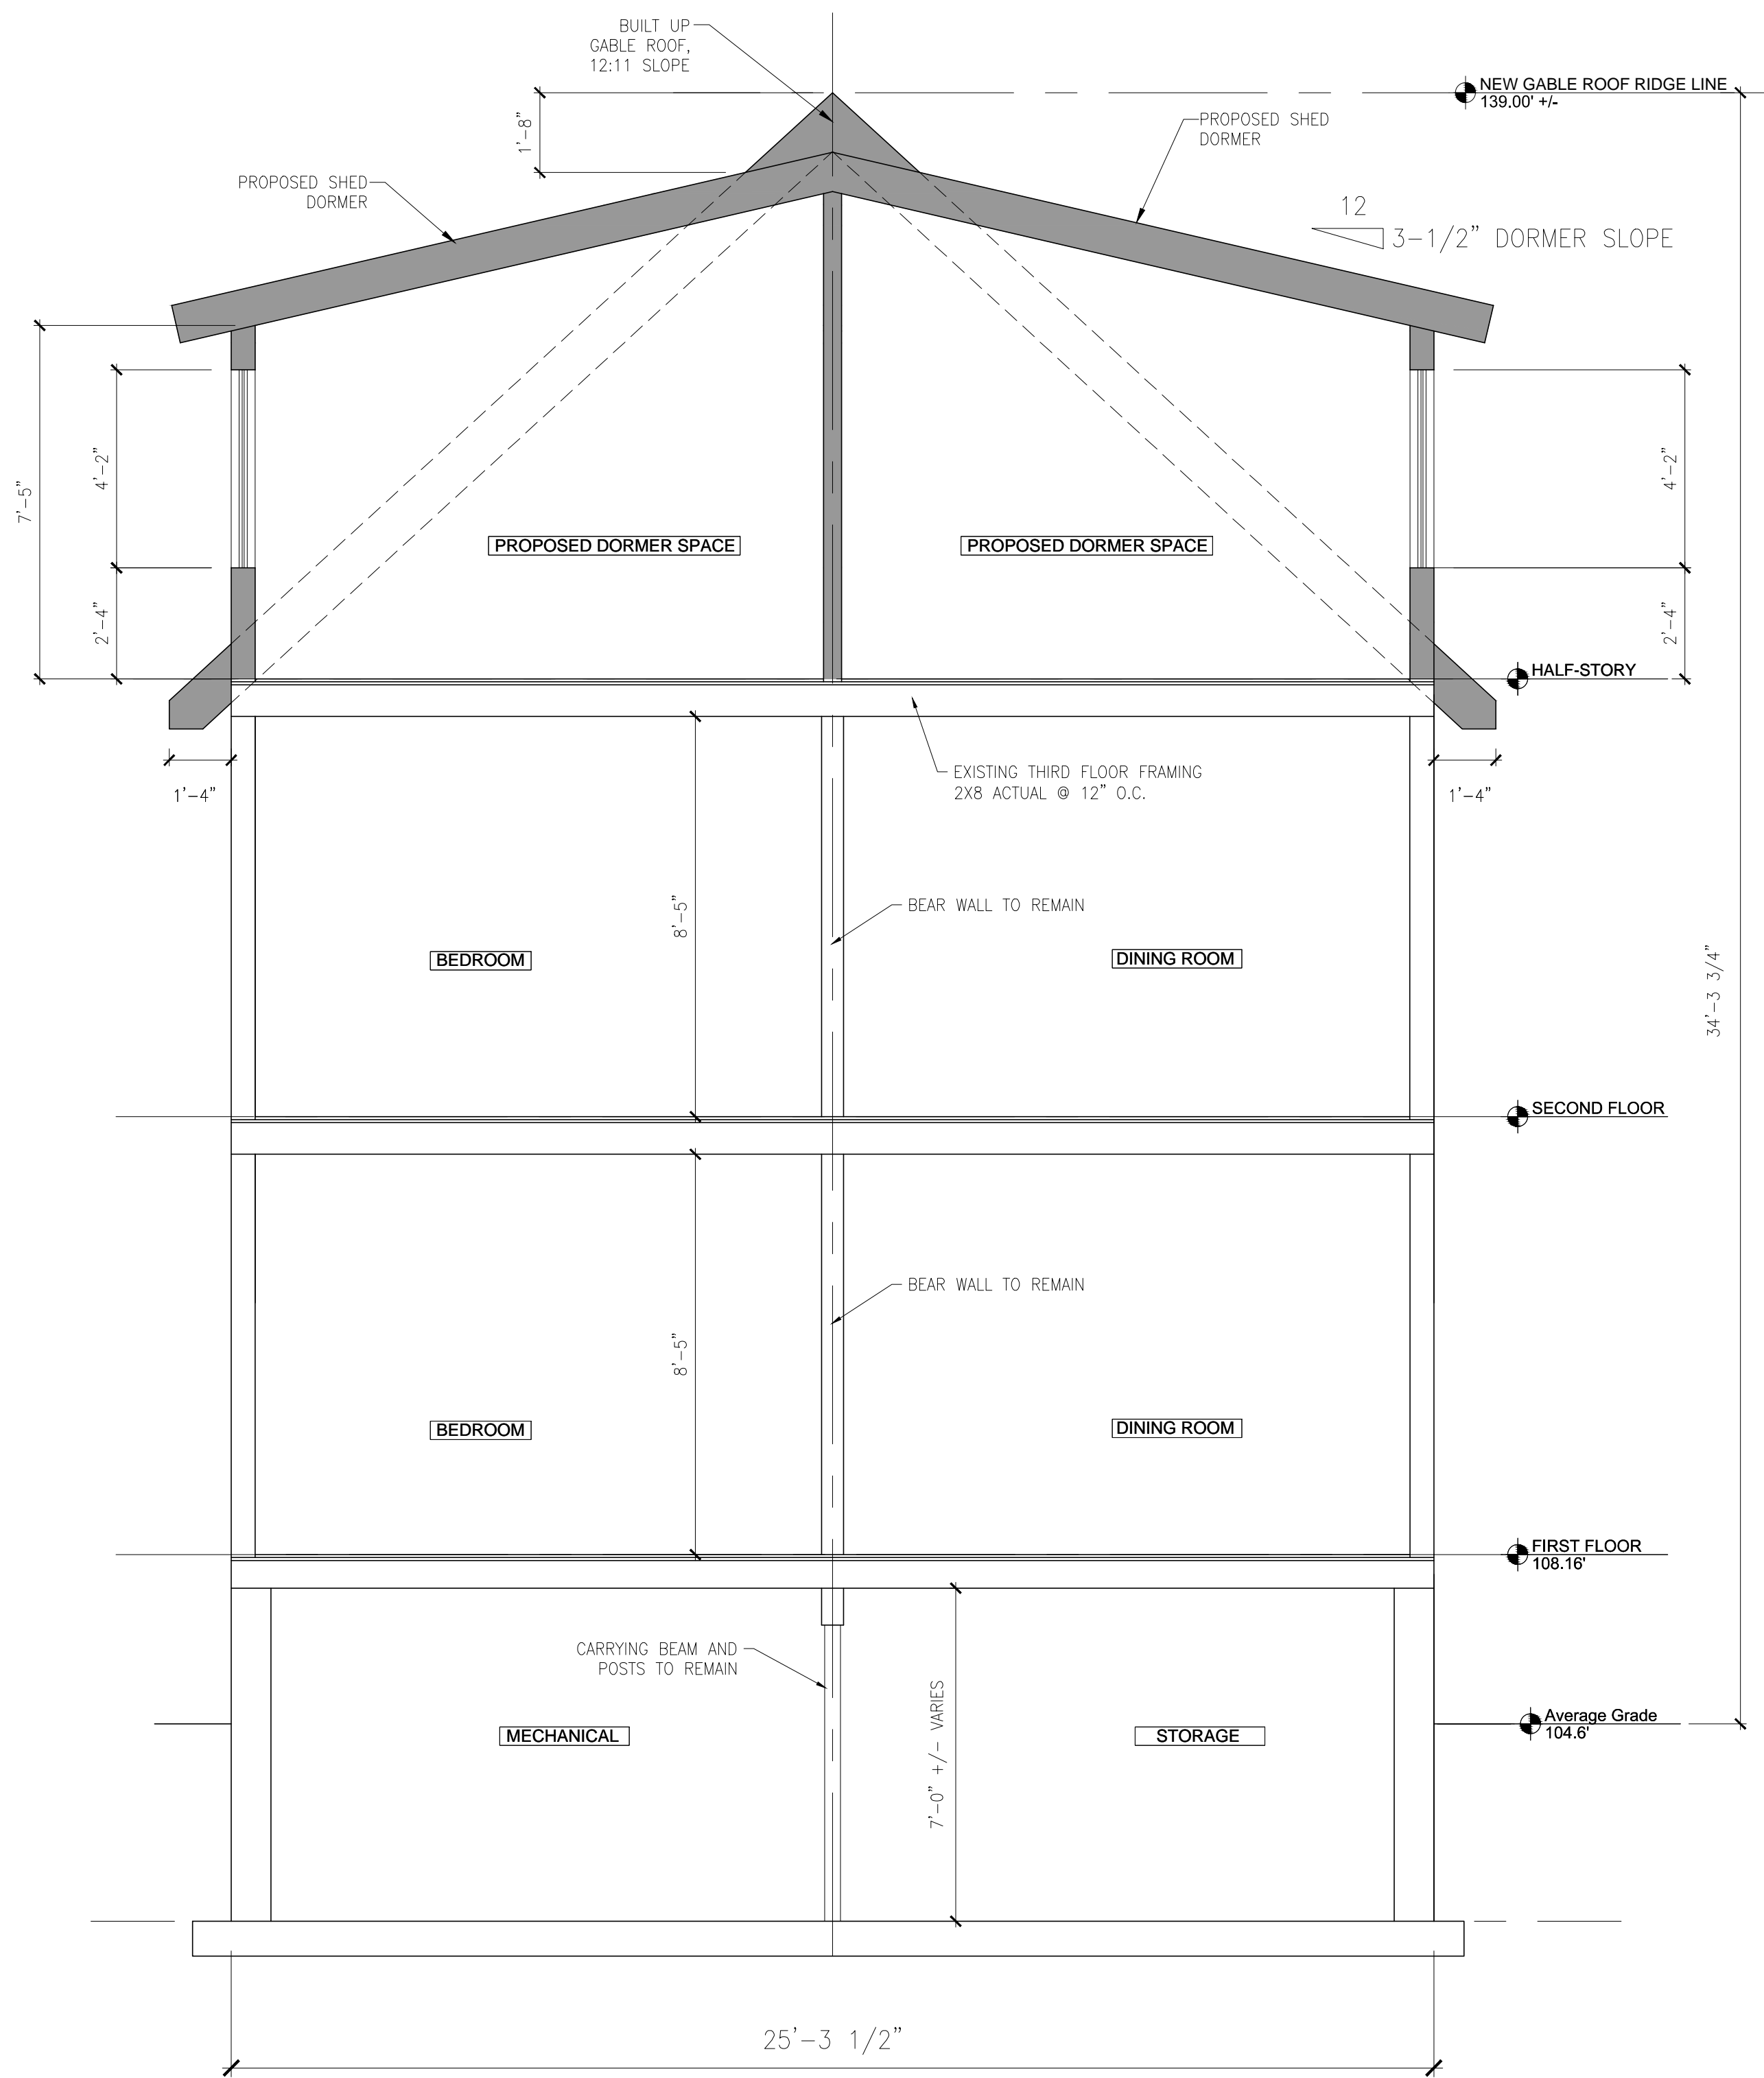 BUILT UP
GABLE ROOF,
12:11 SLOPE
NEW GABLE ROOF RIDGE LINE
139.00' +/-
1'-8"
PROPOSED SHED
DORMER
PROPOSED SHED
DORMER
12
3-1/2" DORMER SLOPE
7'-5"
4'-2"
4'-2"
PROPOSED DORMER SPACE
PROPOSED DORMER SPACE
2'-4"
2'-4"
HALF-STORY
1'-4"
EXISTING THIRD FLOOR FRAMING
2X8 ACTUAL @ 12" O.C.
1'-4"
8'-5"
BEAR WALL TO REMAIN
BEDROOM
DINING ROOM
34'-3 3/4"
SECOND FLOOR
BEAR WALL TO REMAIN
8'-5"
BEDROOM
DINING ROOM
FIRST FLOOR
108.16'
CARRYING BEAM AND
POSTS TO REMAIN
MECHANICAL
7'-0" +/- VARIES
STORAGE
Average Grade
104.6'
25'-3 1/2"